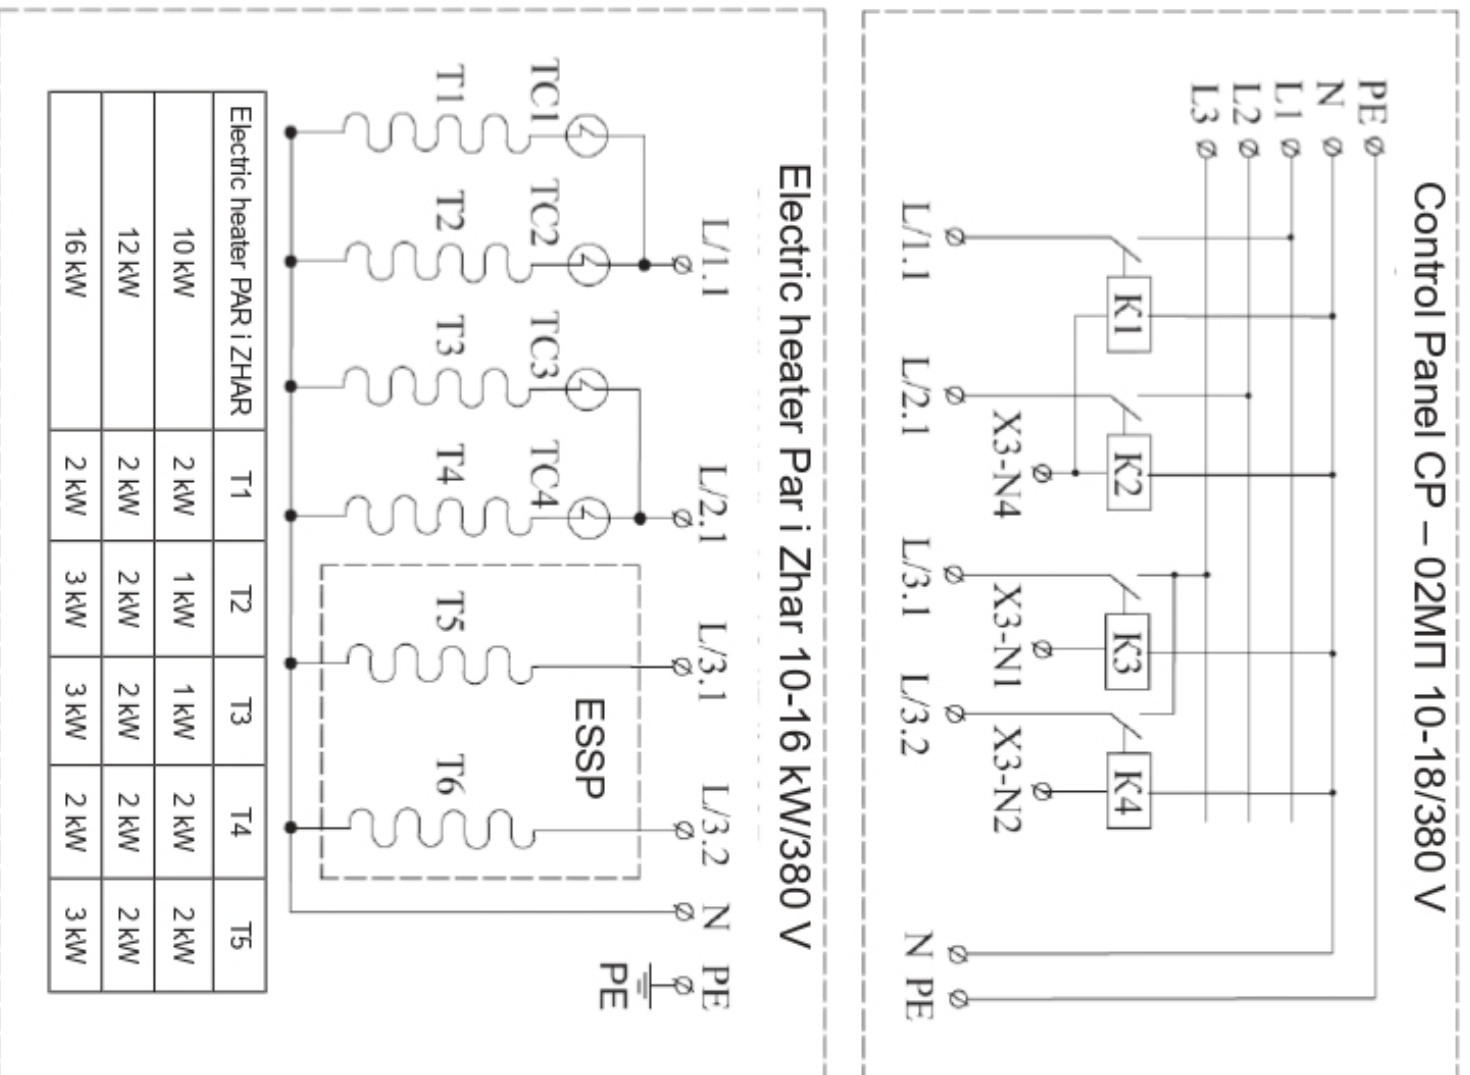 Control Panel CP – 02МП 10-18/380 V
PE
N
L1
L2
L3
K1
K2
K3
K4
X3-N4
X3-N1
X3-N2
L/1.1
L/2.1
L/3.1
L/3.2
N
PE
Electric heater Par i Zhar 10-16 kW/380 V
L/1.1
L/2.1
L/3.1
L/3.2
N
PE
PE
TC1
TC2
TC3
TC4
ESSP
T1
T2
T3
T4
T5
T6
Electric heater PAR i ZHAR T1 T2 T3 T4 T5
10 kW 2 kW 1 kW 1 kW 2 kW 2 kW
12 kW 2 kW 2 kW 2 kW 2 kW 2 kW
16 kW 2 kW 3 kW 3 kW 2 kW 3 kW